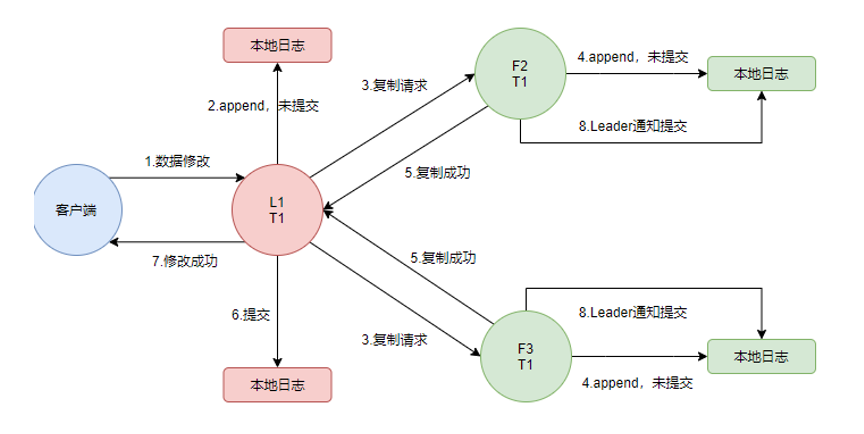 本地日志
2.append，未提交
3.复制请求
F2
T1
4.append，未提交
本地日志
8.Leader通知提交
1.数据修改
5.复制成功
客户端
L1
T1
7.修改成功
5.复制成功
6.提交
3.复制请求
8.Leader通知提交
F3
T1
本地日志
4.append，未提交
本地日志